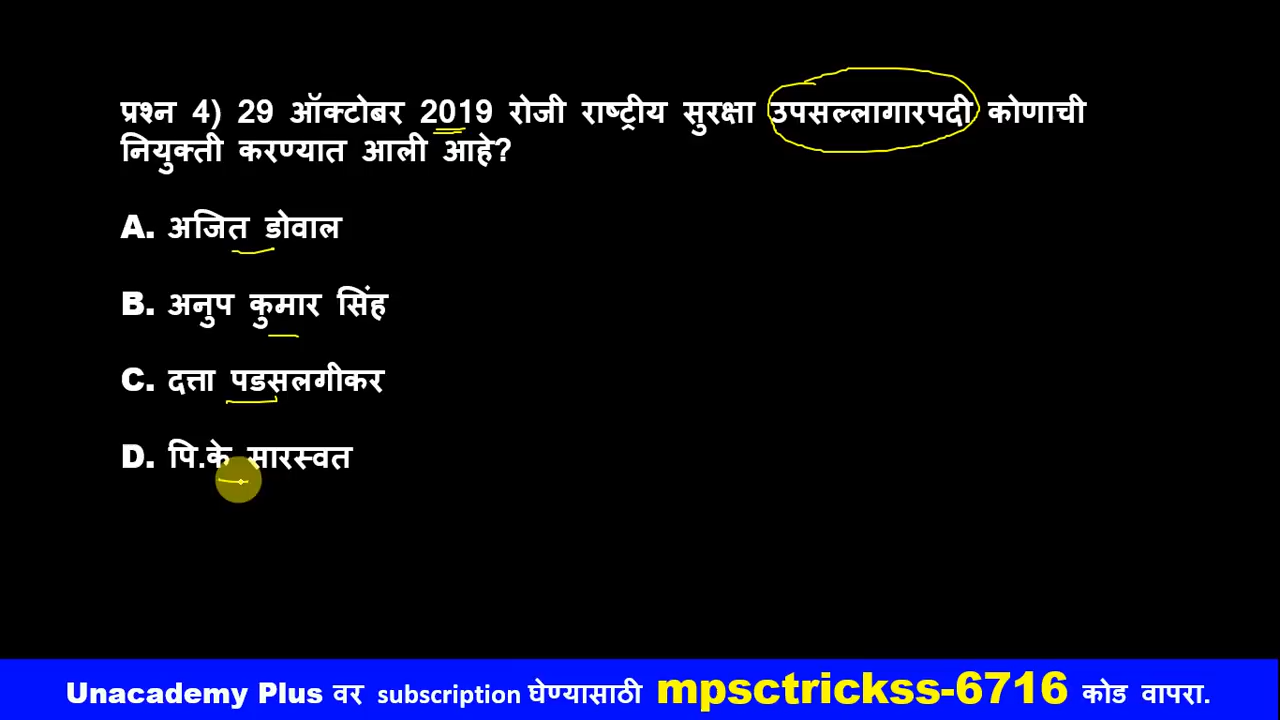 प्रश्न 4) 29 ऑक्टोबर 2019 रोजी राष्ट्रीय सुरक्षा उपसल्लागारपदी कोणाची
नियुक्ती करण्यात आली आहे?
A. अजित डोवाल
B. अनुप कुमार सिंह
C. दत्ता पडसलगीकर
D. पि.के सारस्वत
Unacademy Plus वर subscription घेण्यासाठी mpsctrickss-6716 कोड वापरा.